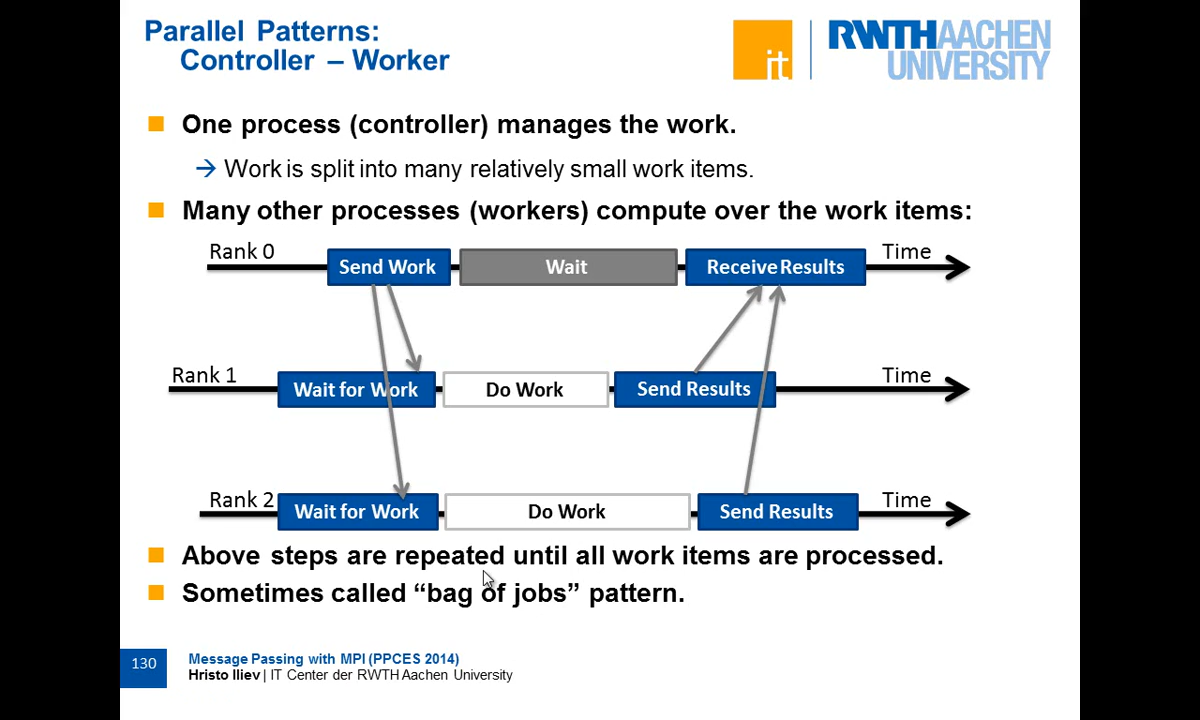 Parallel Patterns:
Controller – Worker
it
RWTHAACHEN
UNIVERSITY
One process (controller) manages the work.
Work is split into many relatively small work items.
Many other processes (workers) compute over the work items:
Rank 0
Send Work
Wait
Receive Results
Time
Rank 1
Wait for Work
Do Work
Send Results
Time
Rank 2
Wait for Work
Do Work
Send Results
Time
Above steps are repeated until all work items are processed.
Sometimes called “bag of jobs” pattern.
130
Message Passing with MPI (PPCES 2014)
Hristo Iliev | IT Center der RWTH Aachen University